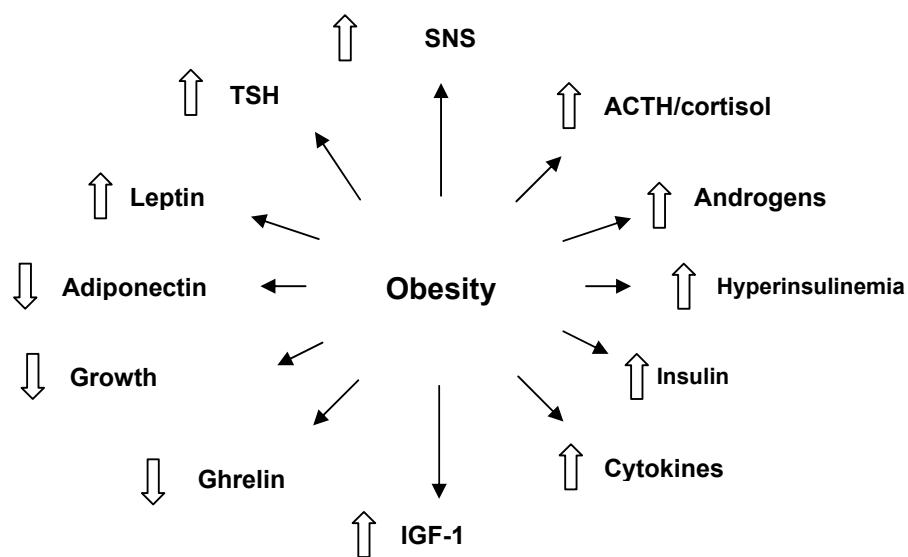 SNS
TSH
ACTH/cortisol
Leptin
Androgens
Adiponectin
Obesity
Hyperinsulinemia
Growth
Insulin
Ghrelin
Cytokines
IGF-1